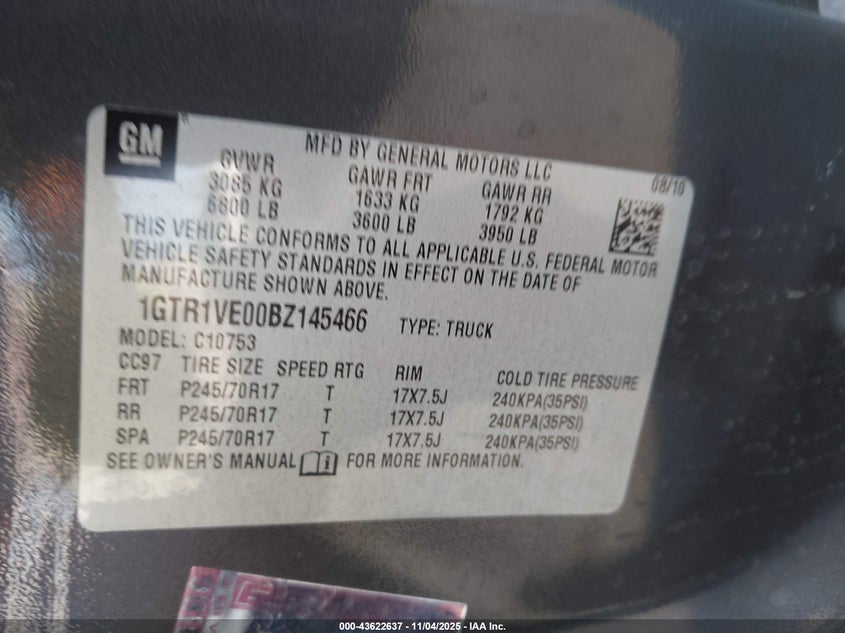 GM
MFD BY GENERAL MOTORS LLC
08/10
GVWR GAWR FRT GAWR RR
3085 KG 1633 KG 1792 KG
6800 LB 3600 LB 3950 LB
THIS VEHICLE CONFORMS TO ALL APPLICABLE U.S. FEDERAL MOTOR
VEHICLE SAFETY STANDARDS IN EFFECT ON THE DATE OF
MANUFACTURE SHOWN ABOVE.
1GTR1VE00BZ145466 TYPE: TRUCK
MODEL: C10753
CC97 TIRE SIZE SPEED RTG RIM COLD TIRE PRESSURE
FRT P245/70R17 T 17X7.5J 240KPA(35PSI)
RR P245/70R17 T 17X7.5J 240KPA(35PSI)
SPA P245/70R17 T 17X7.5J 240KPA(35PSI)
SEE OWNER'S MANUAL FOR MORE INFORMATION.
000-43622637 - 11/04/2025 - IAA Inc.